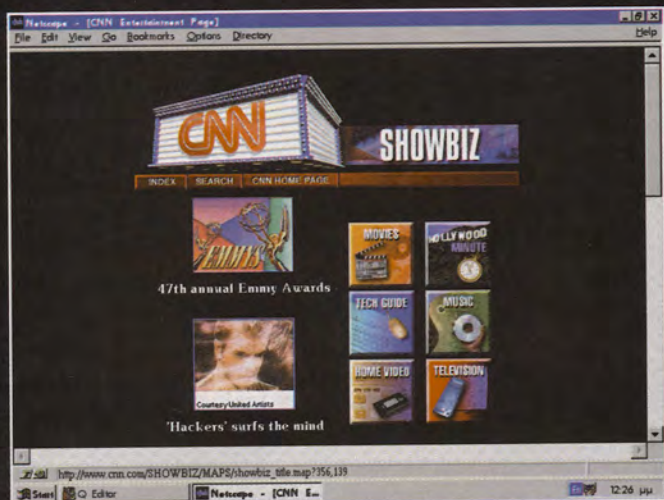 Netscape - [CNN Entertainment Page]
File Edit View Go Bookmarks Options Directory Help
CNN
SHOWBIZ
INDEX SEARCH CNN HOME PAGE
EMMYS
47th annual Emmy Awards
MOVIES
HOLLYWOOD MINUTE
TECH GUIDE
MUSIC
HOME VIDEO
TELEVISION
Courtesy United Artists
'Hackers' surfs the mind
http://www.cnn.com/SHOWBIZ/MAPS/showbiz_title.map?356,139
Start Q Editor Netscape - [CNN E... En 12:26 μμ